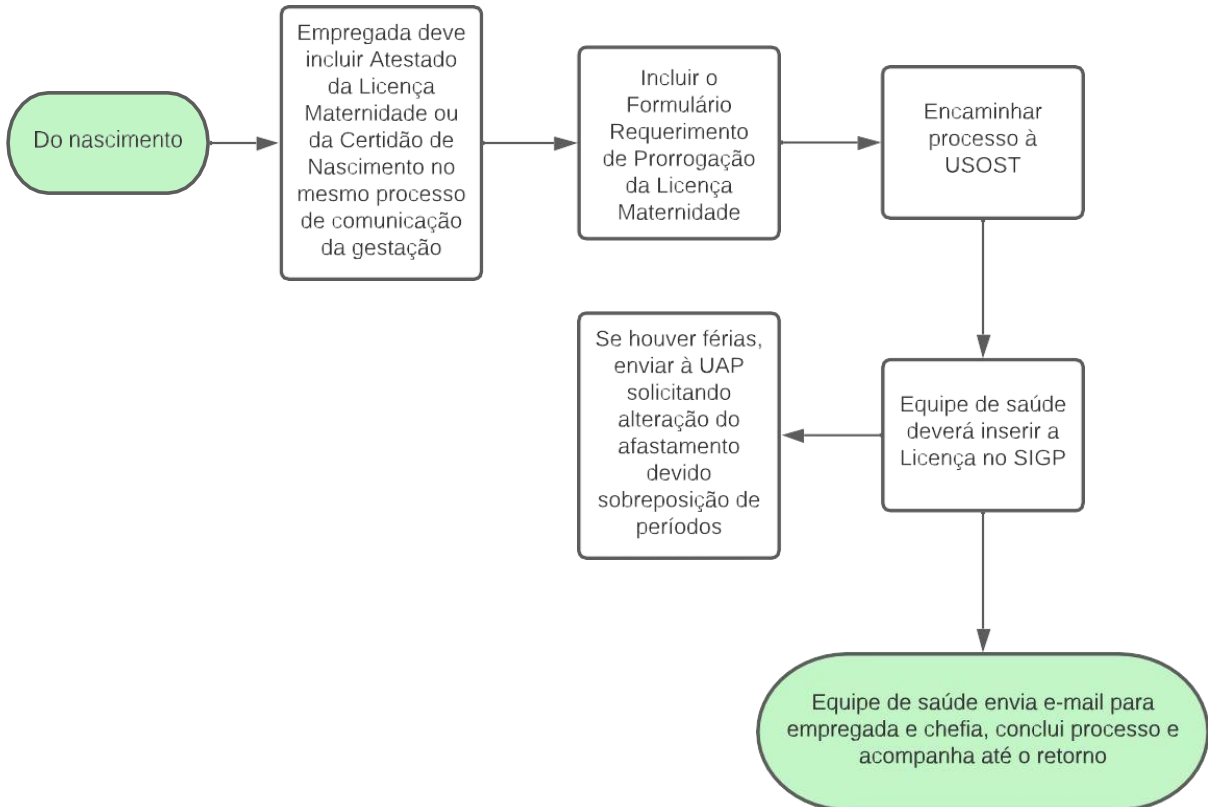 Do nascimento
Empregada deve
incluir Atestado
da Licença
Maternidade ou
da Certidão de
Nascimento no
mesmo processo
de comunicação
da gestação
Incluir o
Formulário
Requerimento
de Prorrogação
da Licença
Maternidade
Encaminhar
processo à
USOST
Equipe de saúde
deverá inserir a
Licença no SIGP
Se houver férias,
enviar à UAP
solicitando
alteração do
afastamento
devido
sobreposição de
períodos
Equipe de saúde envia e-mail para
empregada e chefia, conclui processo e
acompanha até o retorno